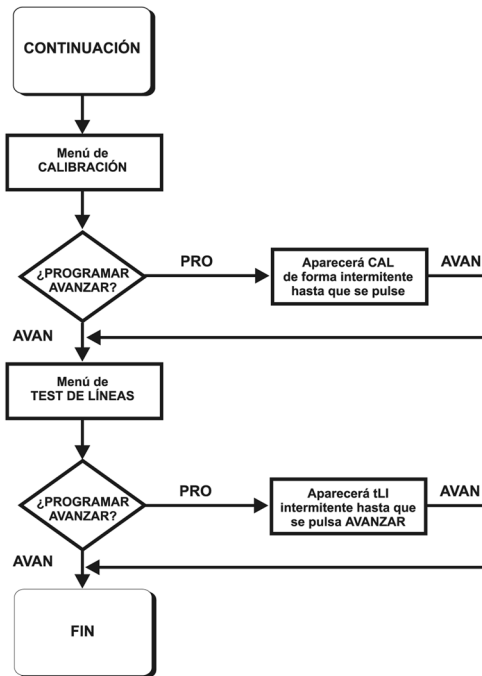 CONTINUACIÓN
Menú de
CALIBRACIÓN
¿PROGRAMAR
AVANZAR?
PRO
Aparecerá CAL
de forma intermitente
hasta que se pulse
AVAN
AVAN
Menú de
TEST DE LÍNEAS
¿PROGRAMAR
AVANZAR?
PRO
Aparecerá tLI
intermitente hasta que
se pulsa AVANZAR
AVAN
AVAN
FIN